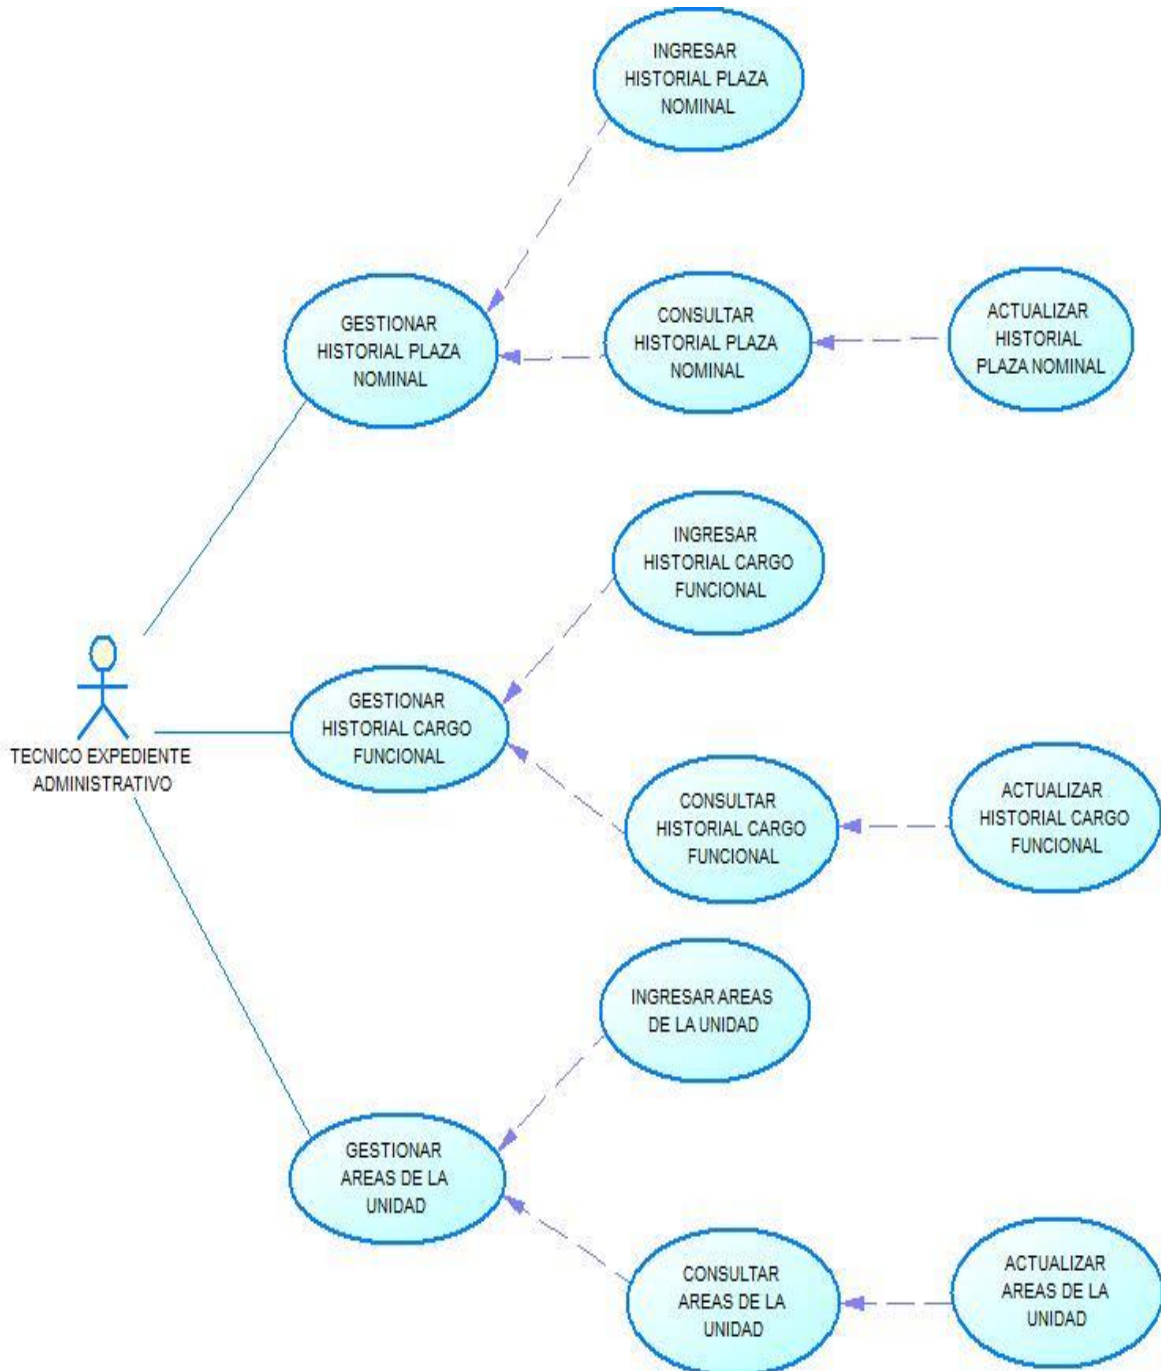 INGRESAR
HISTORIAL PLAZA
NOMINAL
GESTIONAR
HISTORIAL PLAZA
NOMINAL
CONSULTAR
HISTORIAL PLAZA
NOMINAL
ACTUALIZAR
HISTORIAL
PLAZA NOMINAL
INGRESAR
HISTORIAL CARGO
FUNCIONAL
GESTIONAR
HISTORIAL CARGO
FUNCIONAL
TECNICO EXPEDIENTE
ADMINISTRATIVO
CONSULTAR
HISTORIAL CARGO
FUNCIONAL
ACTUALIZAR
HISTORIAL CARGO
FUNCIONAL
INGRESAR AREAS
DE LA UNIDAD
GESTIONAR
AREAS DE LA
UNIDAD
CONSULTAR
AREAS DE LA
UNIDAD
ACTUALIZAR
AREAS DE LA
UNIDAD